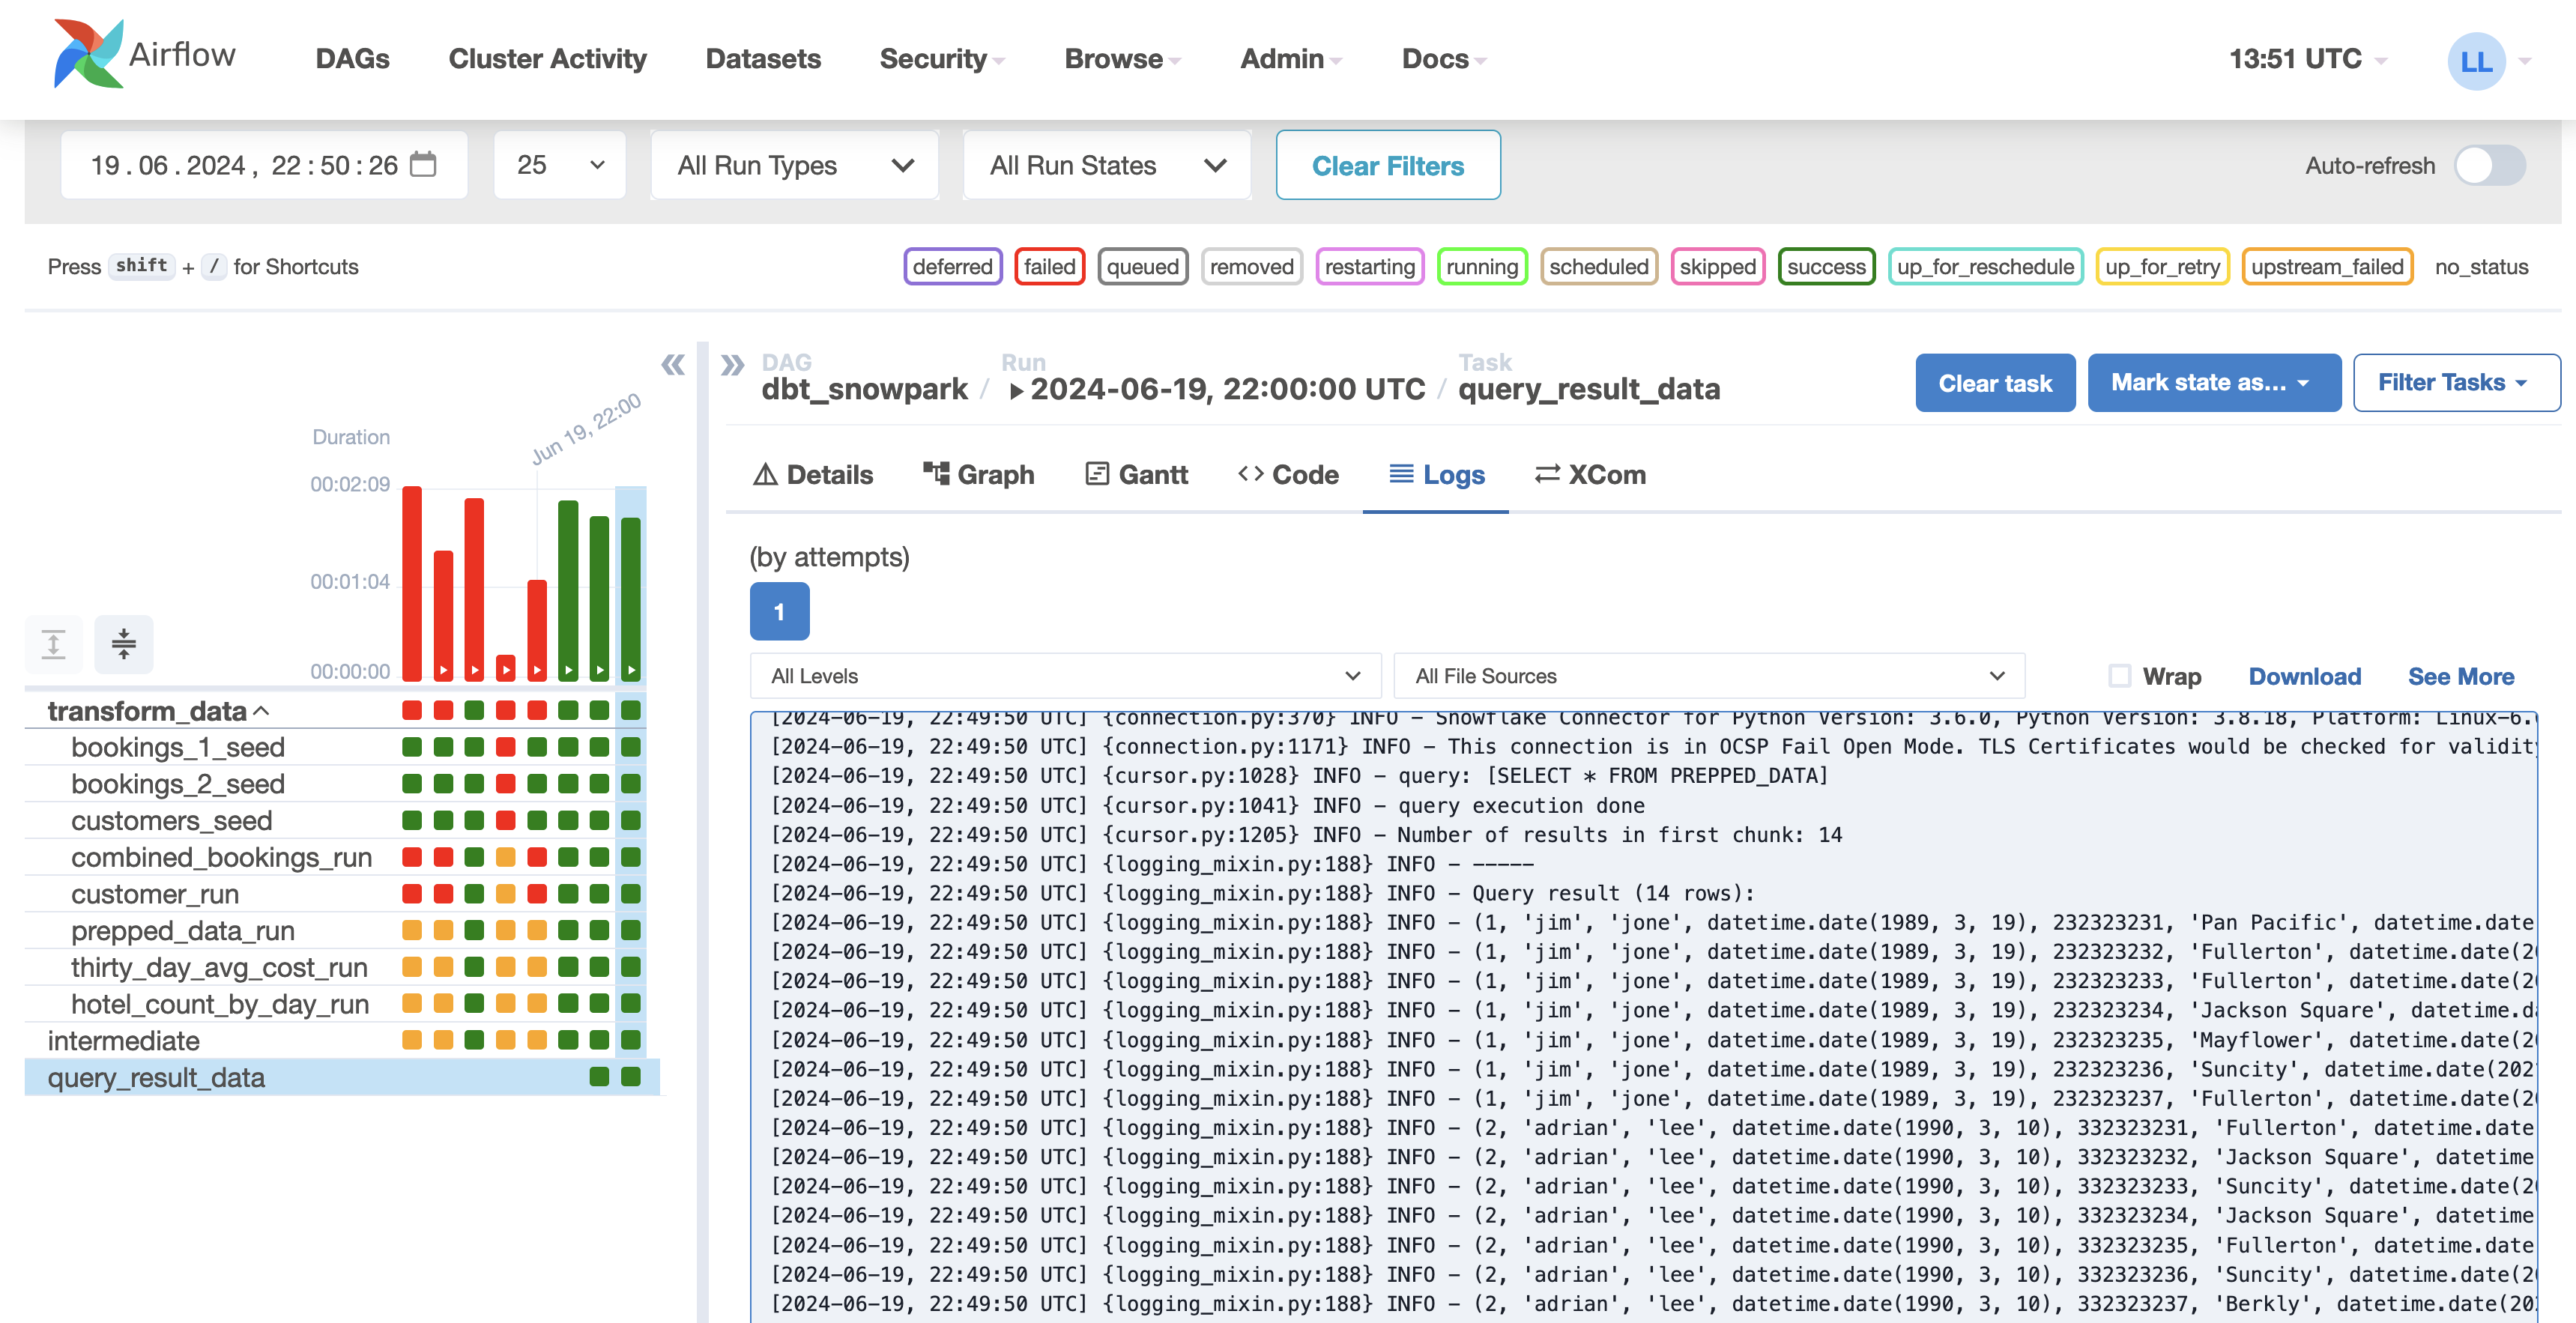 Airflow DAGs Cluster Activity Datasets Security Browse Admin Docs 13:51 UTC LL
19.06.2024, 22:50:26 25 All Run Types All Run States Clear Filters Auto-refresh
Press shift + / for Shortcuts deferred failed queued removed restarting running scheduled skipped success up_for_reschedule up_for_retry upstream_failed no_status
Duration
Jun 19, 22:00
00:02:09
00:01:04
00:00:00
transform_data
bookings_1_seed
bookings_2_seed
customers_seed
combined_bookings_run
customer_run
prepped_data_run
thirty_day_avg_cost_run
hotel_count_by_day_run
intermediate
query_result_data
DAG Run Task
dbt_snowpark / 2024-06-19, 22:00:00 UTC / query_result_data
Clear task Mark state as... Filter Tasks
Details Graph Gantt Code Logs XCom
(by attempts)
1
All Levels All File Sources Wrap Download See More
[2024-06-19, 22:49:50 UTC] {connection.py:370} INFO - Snowflake Connector for Python Version: 3.6.0, Python Version: 3.8.18, Platform:
[2024-06-19, 22:49:50 UTC] {connection.py:1171} INFO - This connection is in OCSP Fail Open Mode. TLS Certificates would be checked for validity
[2024-06-19, 22:49:50 UTC] {cursor.py:1028} INFO - query: [SELECT * FROM PREPPED_DATA]
[2024-06-19, 22:49:50 UTC] {cursor.py:1041} INFO - query execution done
[2024-06-19, 22:49:50 UTC] {cursor.py:1205} INFO - Number of results in first chunk: 14
[2024-06-19, 22:49:50 UTC] {logging_mixin.py:188} INFO - -----
[2024-06-19, 22:49:50 UTC] {logging_mixin.py:188} INFO - Query result (14 rows):
[2024-06-19, 22:49:50 UTC] {logging_mixin.py:188} INFO - (1, 'jim', 'jone', datetime.date(1989, 3, 19), 232323231, 'Pan Pacific', datetime.date
[2024-06-19, 22:49:50 UTC] {logging_mixin.py:188} INFO - (1, 'jim', 'jone', datetime.date(1989, 3, 19), 232323232, 'Fullerton', datetime.date(2
[2024-06-19, 22:49:50 UTC] {logging_mixin.py:188} INFO - (1, 'jim', 'jone', datetime.date(1989, 3, 19), 232323233, 'Fullerton', datetime.date(2
[2024-06-19, 22:49:50 UTC] {logging_mixin.py:188} INFO - (1, 'jim', 'jone', datetime.date(1989, 3, 19), 232323234, 'Jackson Square', datetime.d
[2024-06-19, 22:49:50 UTC] {logging_mixin.py:188} INFO - (1, 'jim', 'jone', datetime.date(1989, 3, 19), 232323235, 'Mayflower', datetime.date(2
[2024-06-19, 22:49:50 UTC] {logging_mixin.py:188} INFO - (1, 'jim', 'jone', datetime.date(1989, 3, 19), 232323236, 'Suncity', datetime.date(202
[2024-06-19, 22:49:50 UTC] {logging_mixin.py:188} INFO - (1, 'jim', 'jone', datetime.date(1989, 3, 19), 232323237, 'Fullerton', datetime.date(2
[2024-06-19, 22:49:50 UTC] {logging_mixin.py:188} INFO - (2, 'adrian', 'lee', datetime.date(1990, 3, 10), 332323231, 'Fullerton', datetime.date
[2024-06-19, 22:49:50 UTC] {logging_mixin.py:188} INFO - (2, 'adrian', 'lee', datetime.date(1990, 3, 10), 332323232, 'Jackson Square', datetime
[2024-06-19, 22:49:50 UTC] {logging_mixin.py:188} INFO - (2, 'adrian', 'lee', datetime.date(1990, 3, 10), 332323233, 'Suncity', datetime.date(2
[2024-06-19, 22:49:50 UTC] {logging_mixin.py:188} INFO - (2, 'adrian', 'lee', datetime.date(1990, 3, 10), 332323234, 'Jackson Square', datetime
[2024-06-19, 22:49:50 UTC] {logging_mixin.py:188} INFO - (2, 'adrian', 'lee', datetime.date(1990, 3, 10), 332323235, 'Fullerton', datetime.date
[2024-06-19, 22:49:50 UTC] {logging_mixin.py:188} INFO - (2, 'adrian', 'lee', datetime.date(1990, 3, 10), 332323236, 'Suncity', datetime.date(2
[2024-06-19, 22:49:50 UTC] {logging_mixin.py:188} INFO - (2, 'adrian', 'lee', datetime.date(1990, 3, 10), 332323237, 'Berkly', datetime.date(20